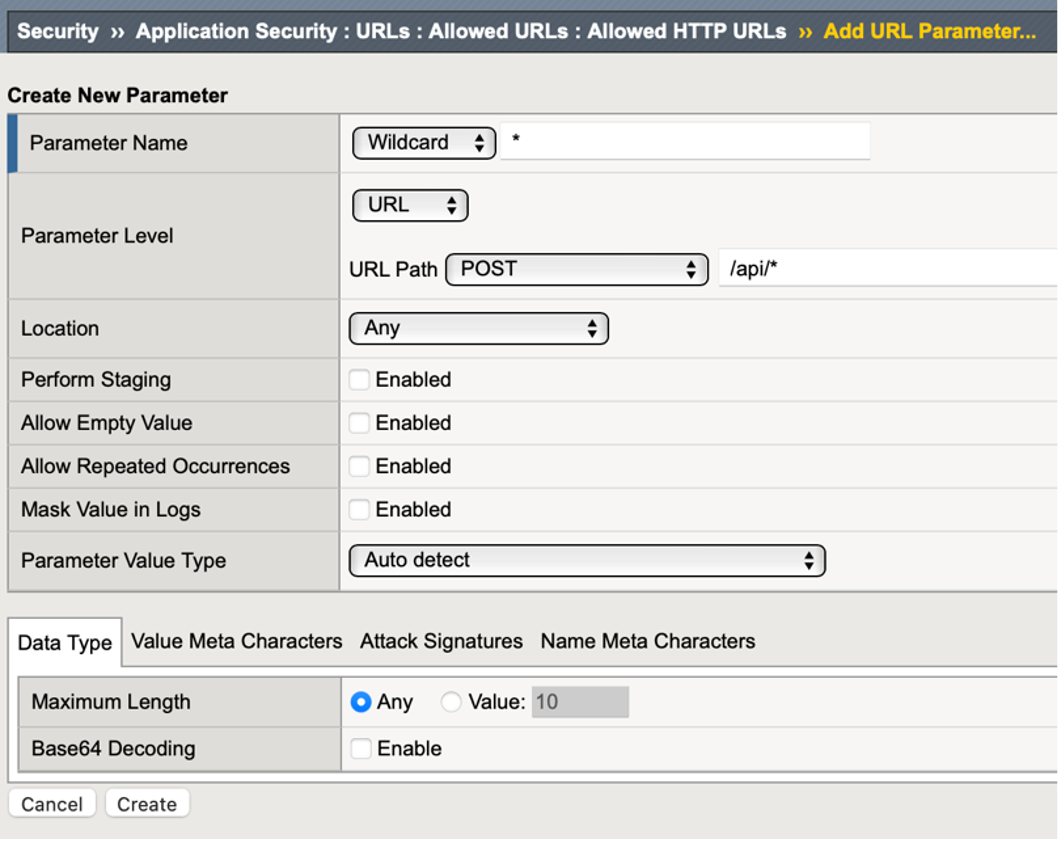 Security ›› Application Security : URLs : Allowed URLs : Allowed HTTP URLs ›› Add URL Parameter...
Create New Parameter
Parameter Name Wildcard *
Parameter Level URL
URL Path POST /api/*
Location Any
Perform Staging Enabled
Allow Empty Value Enabled
Allow Repeated Occurrences Enabled
Mask Value in Logs Enabled
Parameter Value Type Auto detect
Data Type Value Meta Characters Attack Signatures Name Meta Characters
Maximum Length Any Value: 10
Base64 Decoding Enable
Cancel Create